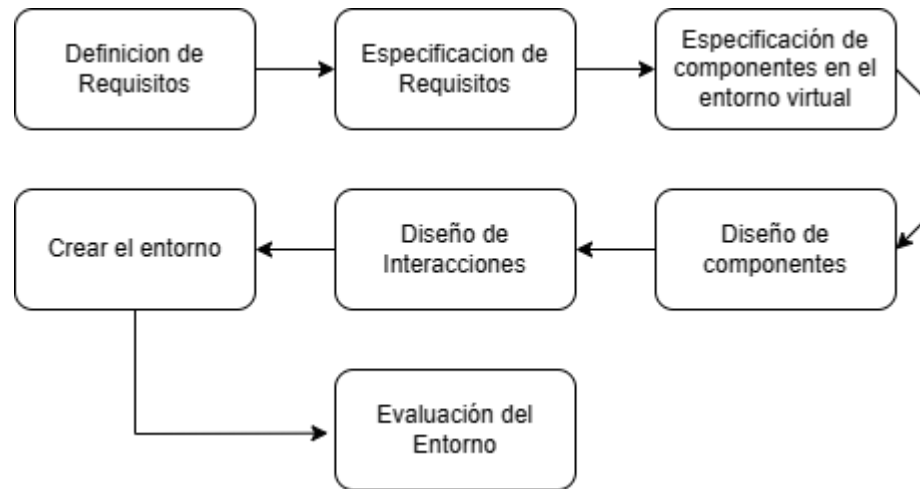 Definicion de
Requisitos
Especificacion de
Requisitos
Especificación de
componentes en el
entorno virtual
Crear el entorno
Diseño de
Interacciones
Diseño de
componentes
Evaluación del
Entorno